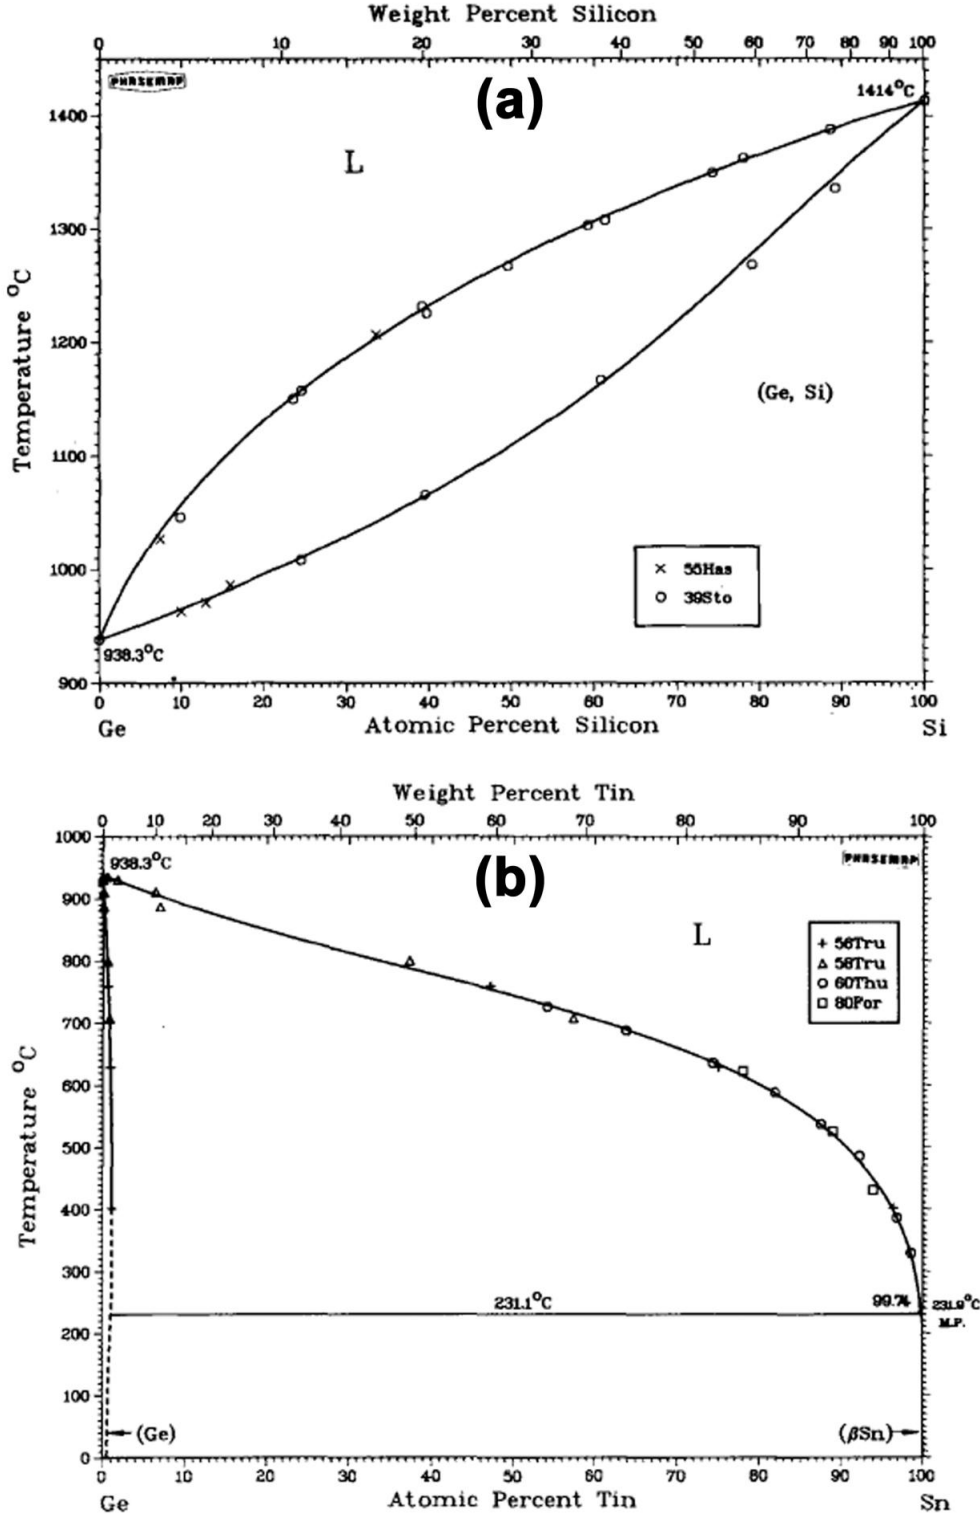 Weight Percent Silicon
0 10 20 30 40 50 60 70 80 90 100
PHASEMAP
(a)
1414°C
1400
L
1300
Temperature °C
1200
(Ge, Si)
1100
× 55Has
1000
○ 39Sto
938.3°C
900
0 10 20 30 40 50 60 70 80 90 100
Ge Atomic Percent Silicon Si
Weight Percent Tin
0 10 20 30 40 50 60 70 80 90 100
1000
938.3°C
(b)
PHASEMAP
900
L
+ 56Tru
△ 58Tru
○ 60Thu
□ 80For
800
700
600
Temperature °C
500
400
300
231.1°C
99.74
231.9°C
M.P.
200
100
(Ge)
(βSn)
0
0 10 20 30 40 50 60 70 80 90 100
Ge Atomic Percent Tin Sn